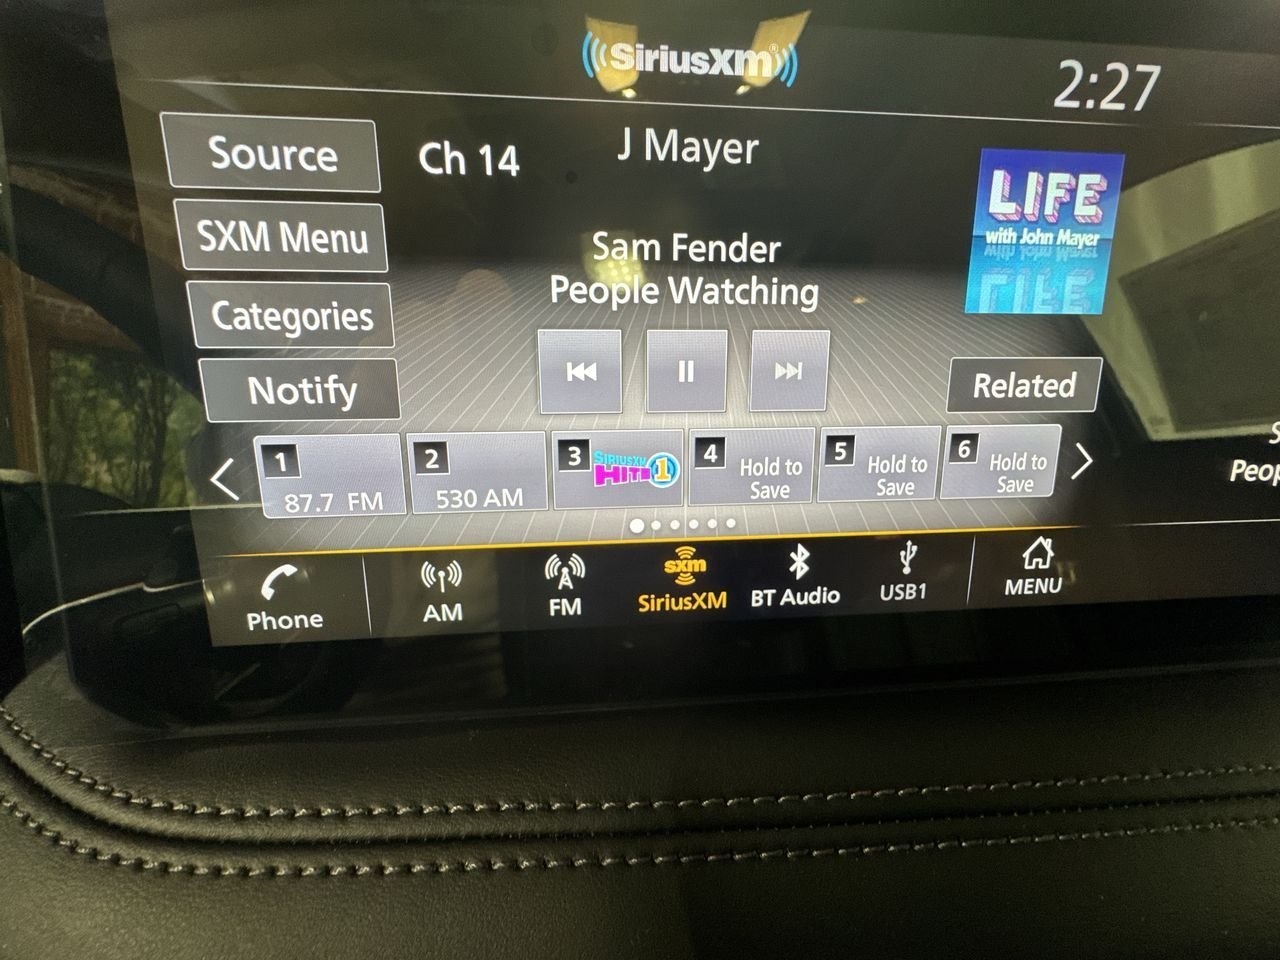 SiriusXm®
2:27
Source
Ch 14
J Mayer
LIFE
with John Mayer
SXM Menu
Sam Fender
People Watching
Categories
Notify
Related
1
87.7 FM
2
530 AM
3
SIRIUSXM
HITS 1
4
Hold to
Save
5
Hold to
Save
6
Hold to
Save
Phone
AM
FM
sxm
SiriusXM
BT Audio
USB1
MENU